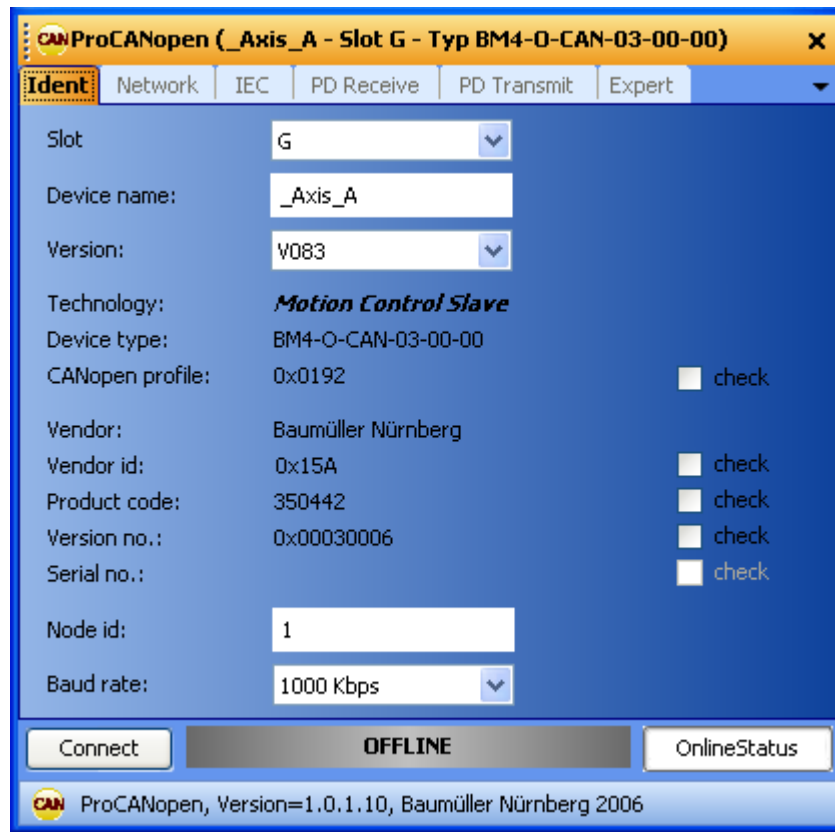 CAN ProCANopen (_Axis_A - Slot G - Typ BM4-O-CAN-03-00-00)
Ident Network IEC PD Receive PD Transmit Expert
Slot G
Device name: _Axis_A
Version: V083
Technology: Motion Control Slave
Device type: BM4-O-CAN-03-00-00
CANopen profile: 0x0192 check
Vendor: Baumüller Nürnberg
Vendor id: 0x15A check
Product code: 350442 check
Version no.: 0x00030006 check
Serial no.: check
Node id: 1
Baud rate: 1000 Kbps
Connect OFFLINE OnlineStatus
CAN ProCANopen, Version=1.0.1.10, Baumüller Nürnberg 2006